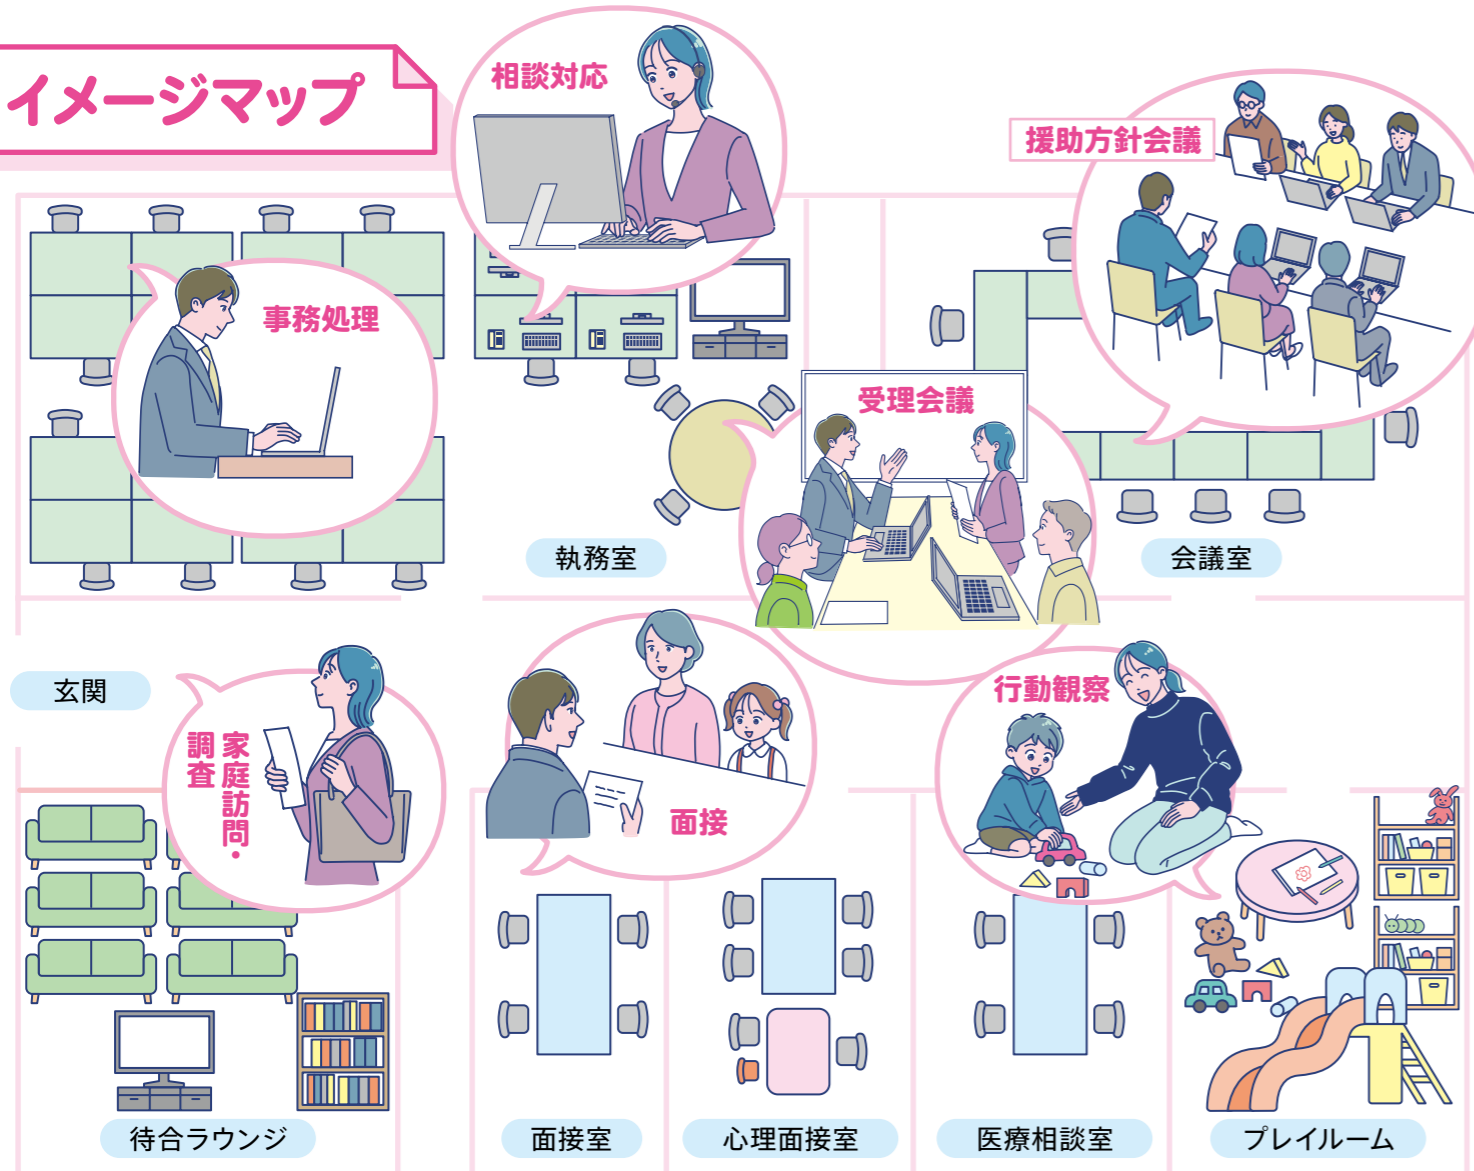 イメージマップ
相談対応
援助方針会議
事務処理
受理会議
執務室
会議室
玄関
家庭訪問・
調査
面接
行動観察
待合ラウンジ
面接室
心理面接室
医療相談室
プレイルーム